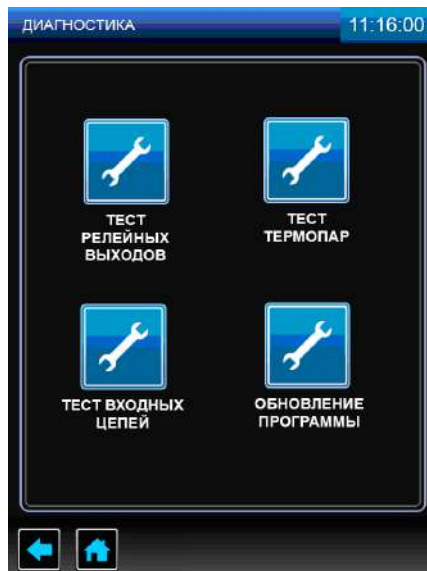 ДИАГНОСТИКА
11:16:00
ТЕСТ
РЕЛЕЙНЫХ
ВЫХОДОВ
ТЕСТ
ТЕРМОПАР
ТЕСТ ВХОДНЫХ
ЦЕПЕЙ
ОБНОВЛЕНИЕ
ПРОГРАММЫ